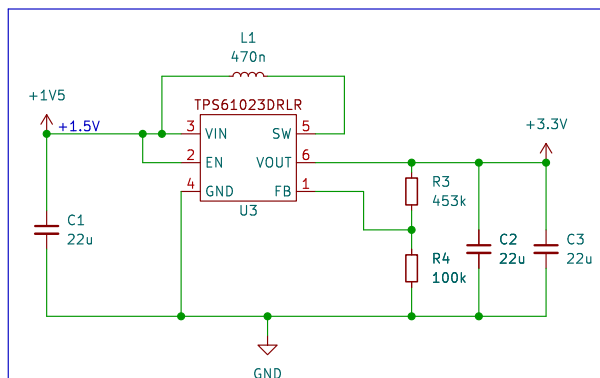 L1
470n
+1V5
+1.5V
TPS61023DRLR
+3.3V
3 VIN SW 5
2 EN VOUT 6
4 GND FB 1
U3
R3
453k
C1
22u
R4
100k
C2
22u
C3
22u
GND